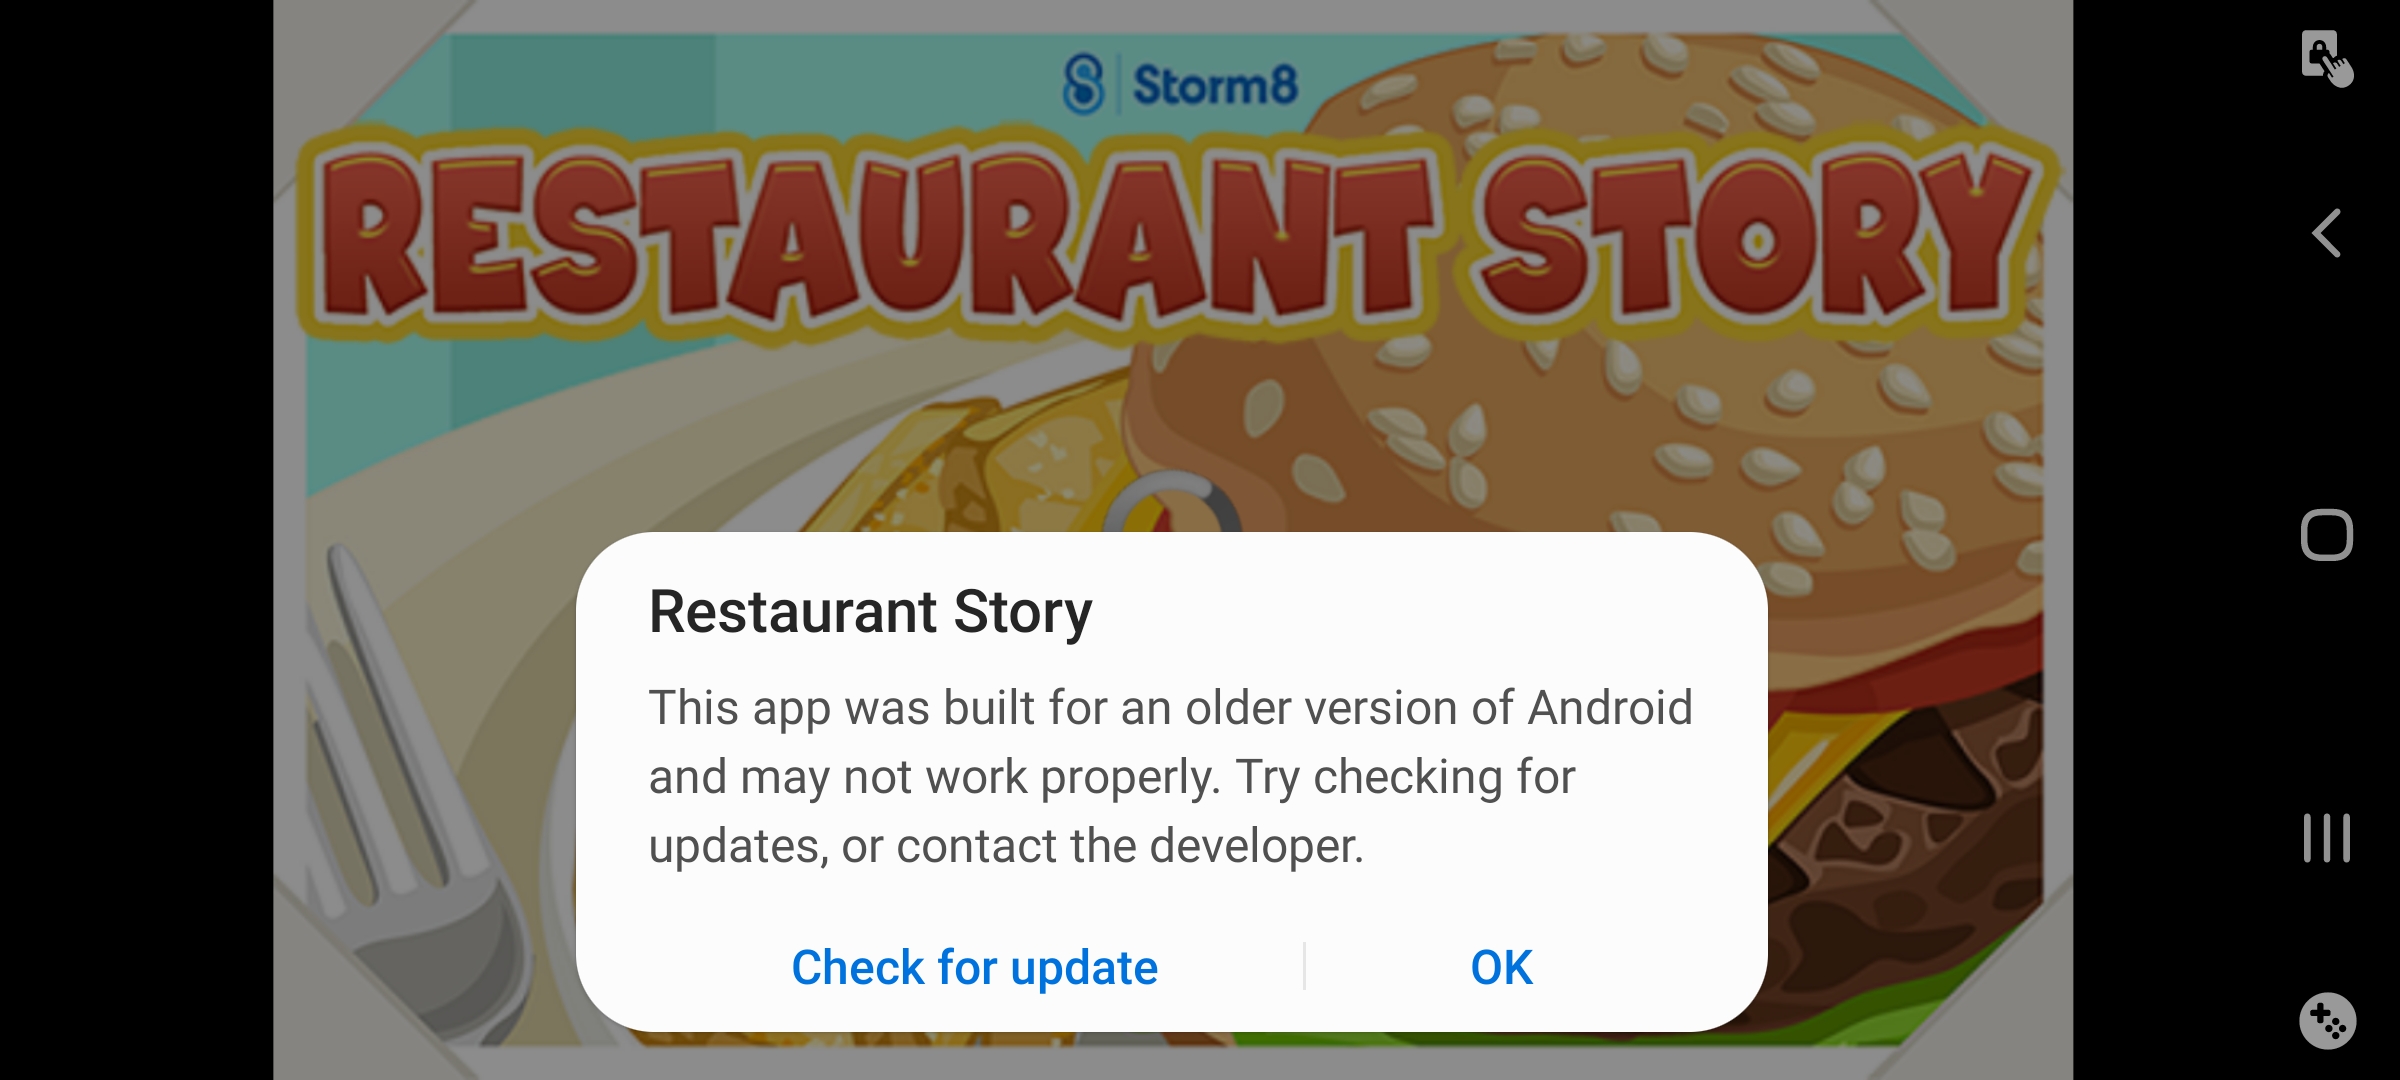 Storm8
RESTAURANT STORY
Restaurant Story
This app was built for an older version of Android
and may not work properly. Try checking for
updates, or contact the developer.
Check for update
OK